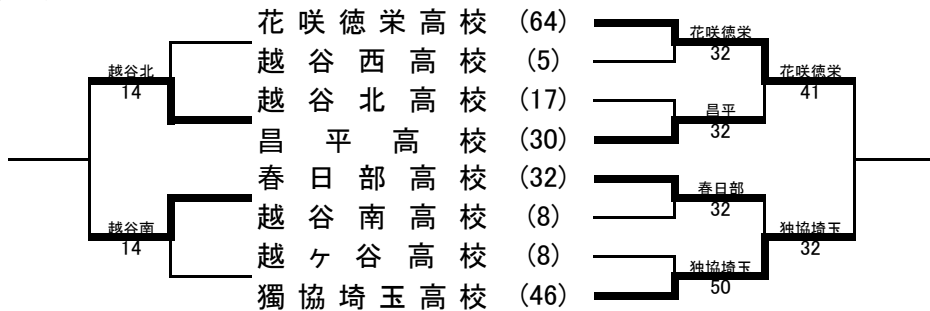 花咲徳栄高校 (64)
越谷西高校 (5)
越谷北高校 (17)
昌平高校 (30)
春日部高校 (32)
越谷南高校 (8)
越ヶ谷高校 (8)
獨協埼玉高校 (46)
越谷北
14
越谷南
14
花咲徳栄
32
昌平
32
春日部
32
独協埼玉
50
花咲徳栄
41
独協埼玉
32